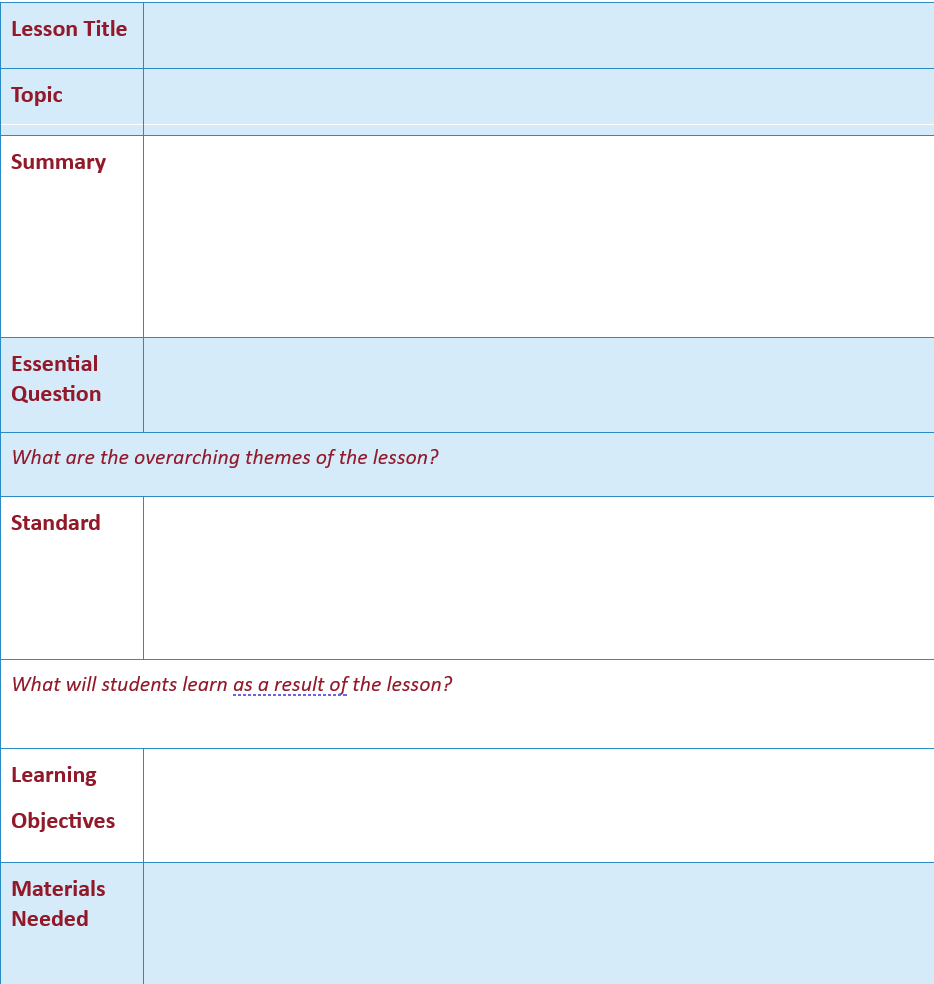 Lesson Title
Topic
Summary
Essential
Question
What are the overarching themes of the lesson?
Standard
What will students learn as a result of the lesson?
Learning
Objectives
Materials
Needed